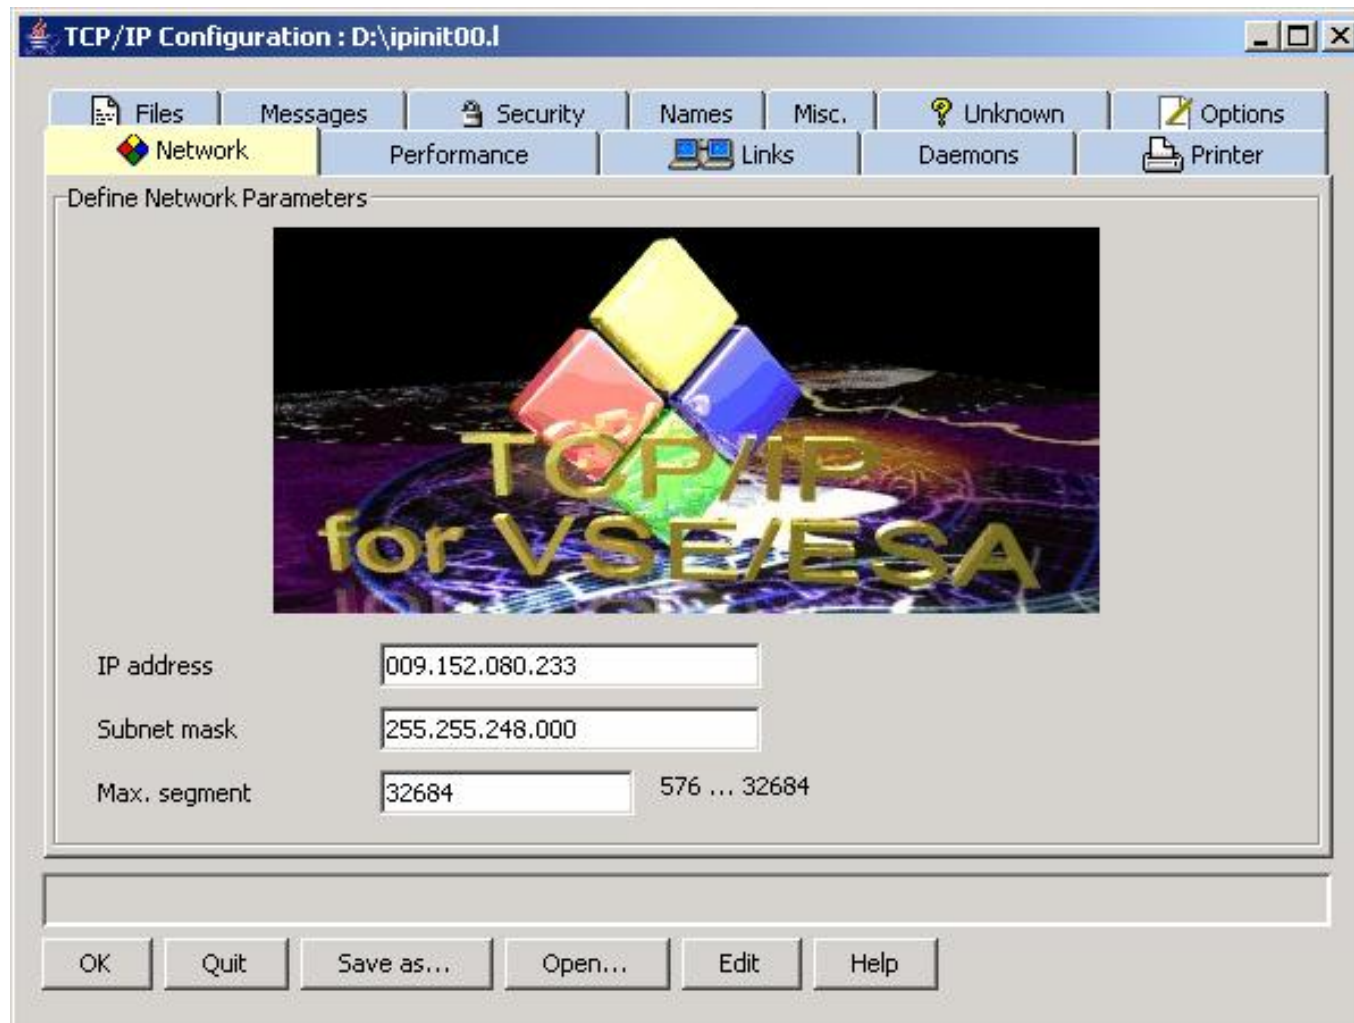 TCP/IP Configuration : D:\ipinit00.l
Files Messages Security Names Misc. Unknown Options
Network Performance Links Daemons Printer
Define Network Parameters
TCP/IP
for VSE/ESA
IP address 009.152.080.233
Subnet mask 255.255.248.000
Max. segment 32684 576 ... 32684
OK Quit Save as... Open... Edit Help